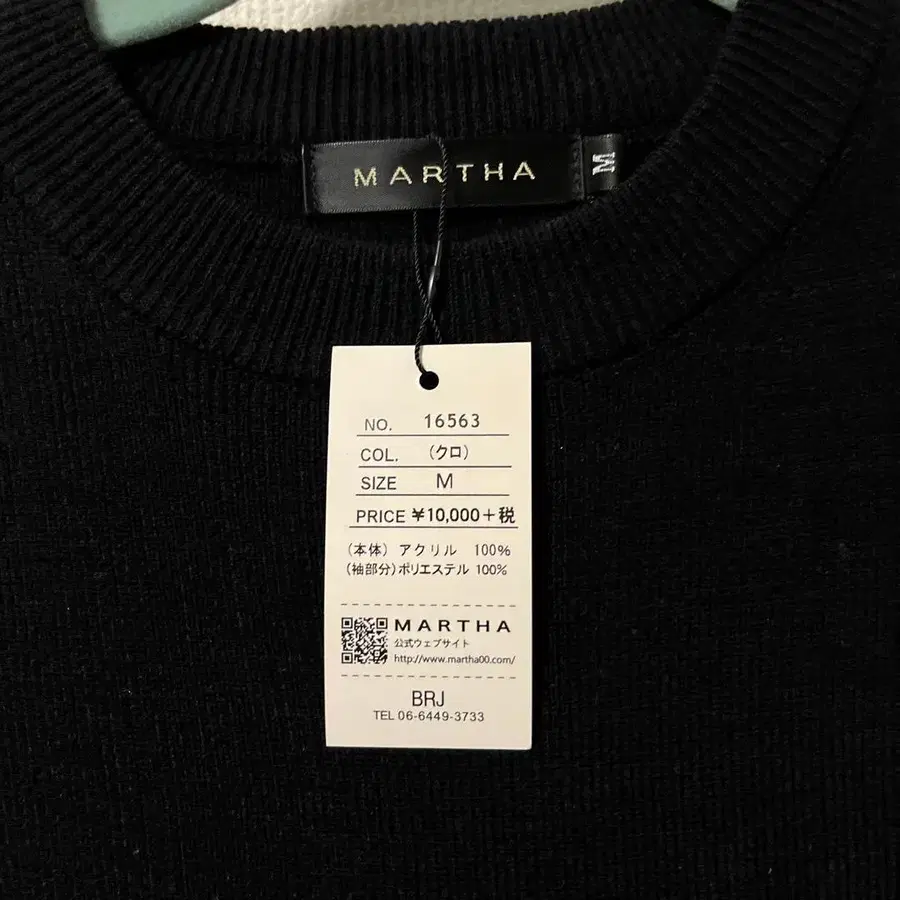 MARTHA
M
NO. 16563
COL. (クロ)
SIZE M
PRICE ¥10,000+税
(本体) アクリル 100%
(袖部分)ポリエステル 100%
MARTHA
公式ウェブサイト
http://www.martha00.com/
BRJ
TEL 06-6449-3733